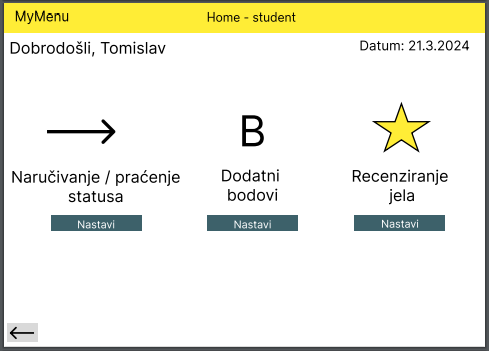 MyMenu
Home - student
Dobrodošli, Tomislav
Datum: 21.3.2024
B
Naručivanje / praćenje
statusa
Dodatni
bodovi
Recenziranje
jela
Nastavi
Nastavi
Nastavi